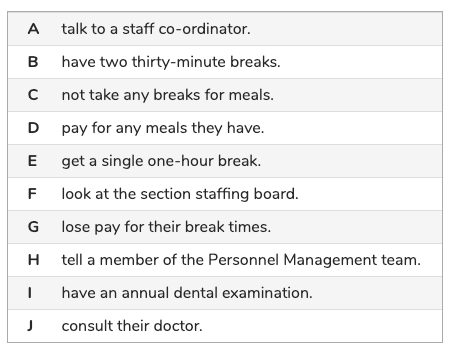 A talk to a staff co-ordinator.
B have two thirty-minute breaks.
C not take any breaks for meals.
D pay for any meals they have.
E get a single one-hour break.
F look at the section staffing board.
G lose pay for their break times.
H tell a member of the Personnel Management team.
I have an annual dental examination.
J consult their doctor.